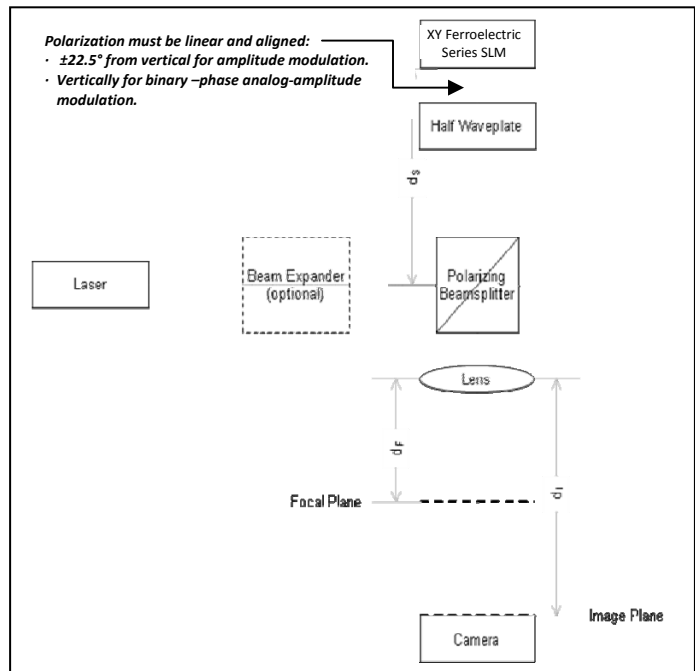 Polarization must be linear and aligned:
· ±22.5° from vertical for amplitude modulation.
· Vertically for binary –phase analog-amplitude
modulation.
XY Ferroelectric
Series SLM
Half Waveplate
dS
Laser
Beam Expander
(optional)
Polarizing
Beamsplitter
Lens
dF
dI
Focal Plane
Image Plane
Camera